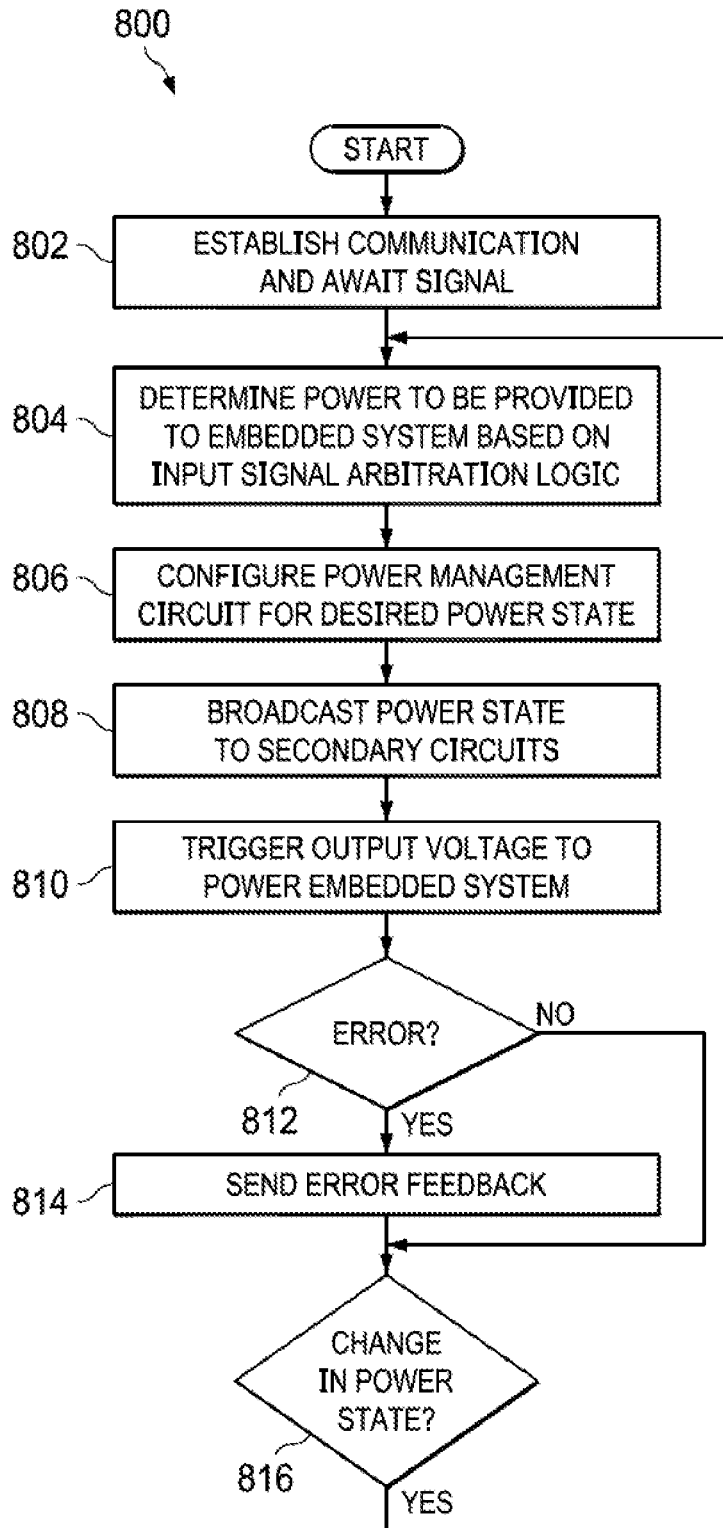 800
START
802
ESTABLISH COMMUNICATION
AND AWAIT SIGNAL
804
DETERMINE POWER TO BE PROVIDED
TO EMBEDDED SYSTEM BASED ON
INPUT SIGNAL ARBITRATION LOGIC
806
CONFIGURE POWER MANAGEMENT
CIRCUIT FOR DESIRED POWER STATE
808
BROADCAST POWER STATE
TO SECONDARY CIRCUITS
810
TRIGGER OUTPUT VOLTAGE TO
POWER EMBEDDED SYSTEM
ERROR?
NO
812
YES
814
SEND ERROR FEEDBACK
CHANGE
IN POWER
STATE?
816
YES